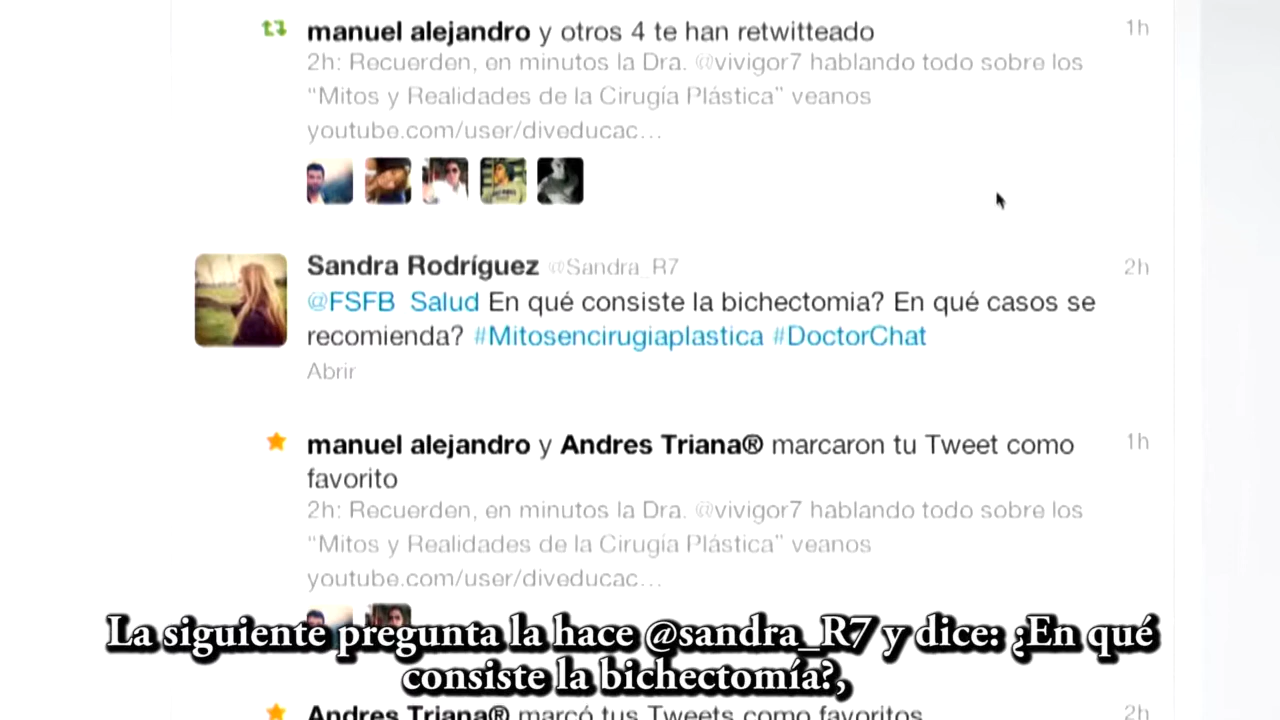 manuel alejandro y otros 4 te han retwitteado 1h
2h: Recuerden, en minutos la Dra. @vivigor7 hablando todo sobre los
“Mitos y Realidades de la Cirugía Plástica” veanos
youtube.com/user/diveducac...
Sandra Rodríguez @Sandra_R7 2h
@FSFB_Salud En qué consiste la bichectomia? En qué casos se
recomienda? #Mitosencirugiaplastica #DoctorChat
Abrir
manuel alejandro y Andres Triana® marcaron tu Tweet como 1h
favorito
2h: Recuerden, en minutos la Dra. @vivigor7 hablando todo sobre los
“Mitos y Realidades de la Cirugía Plástica” veanos
youtube.com/user/diveducac...
La siguiente pregunta la hace @sandra_R7 y dice: ¿En qué
consiste la bichectomía?,
Andres Triana® marcó tus Tweets como favoritos 2h